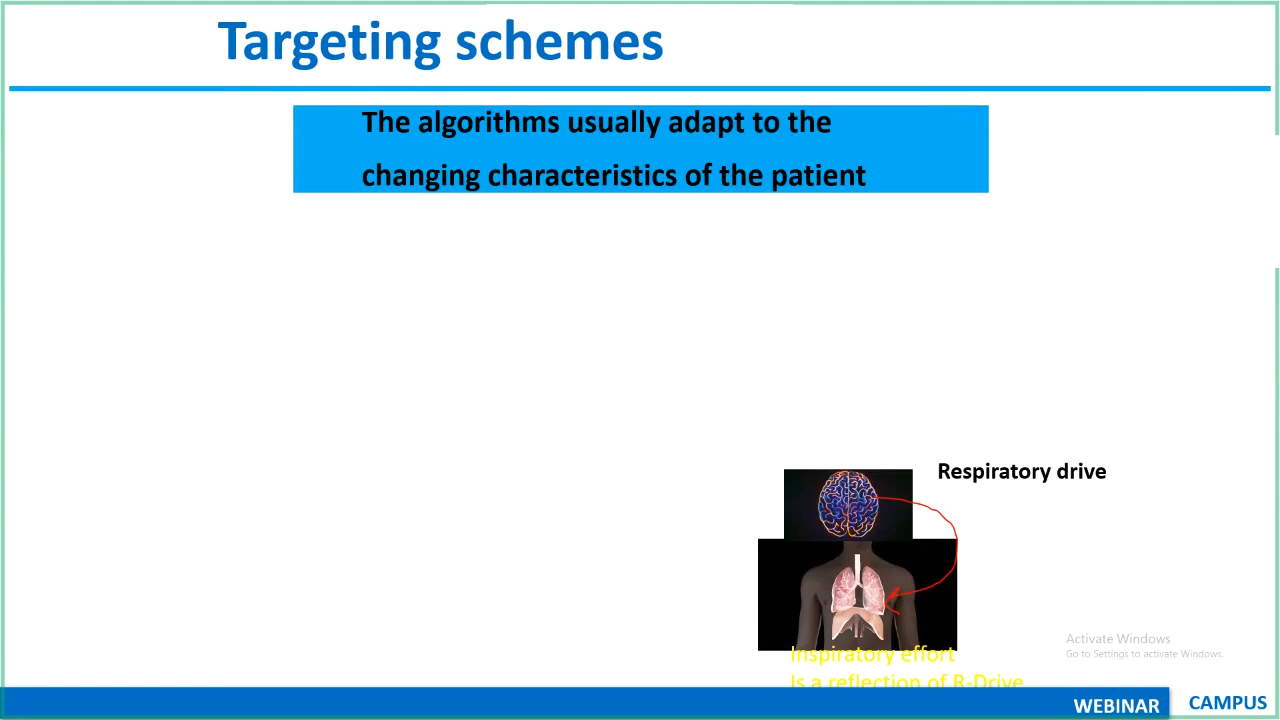 Targeting schemes
The algorithms usually adapt to the
changing characteristics of the patient
Respiratory drive
Inspiratory effort
Is a reflection of R-Drive
Activate Windows
Go to Settings to activate Windows.
WEBINAR
CAMPUS